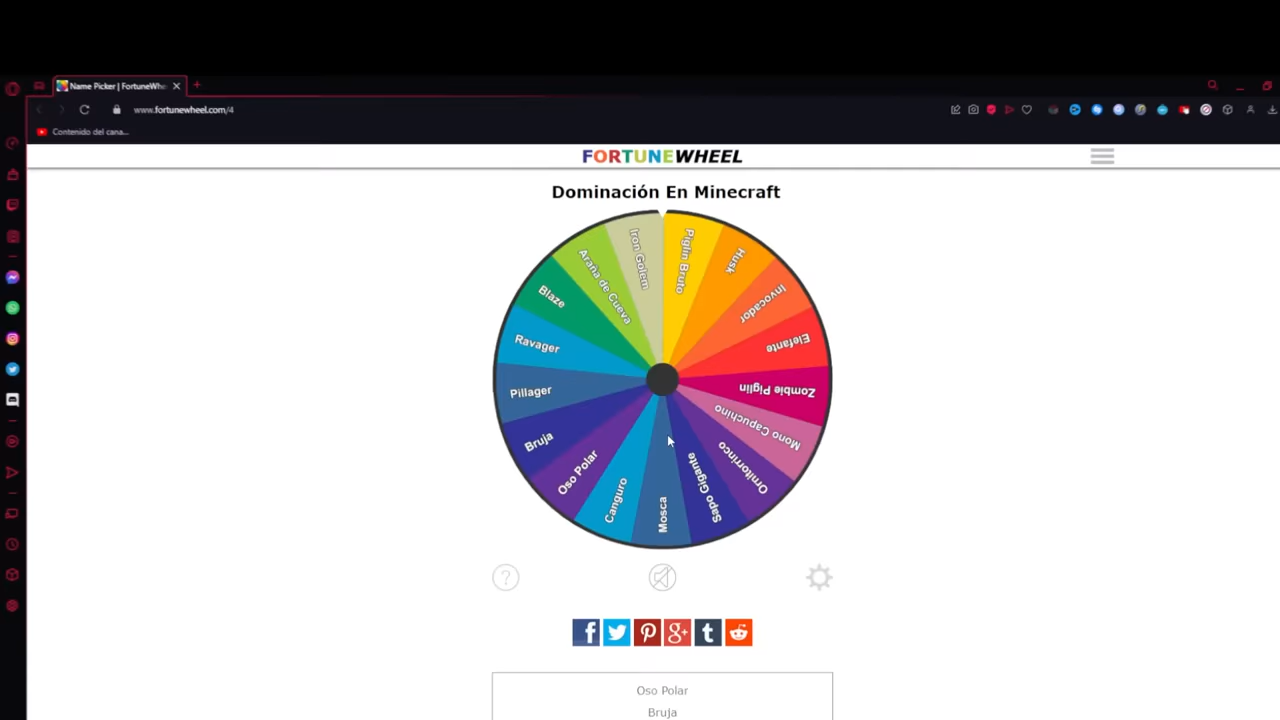 Name Picker | FortuneWhe
www.fortunewheel.com/4
Contenido del cana...
FORTUNEWHEEL
Dominación En Minecraft
Piglin Bruto
Husk
Invocador
Elefante
Zombie Piglin
Mono Capuchino
Ornitorrinco
Sapo Gigante
Mosca
Canguro
Oso Polar
Bruja
Pillager
Ravager
Blaze
Araña de Cueva
Iron Golem
Oso Polar
Bruja